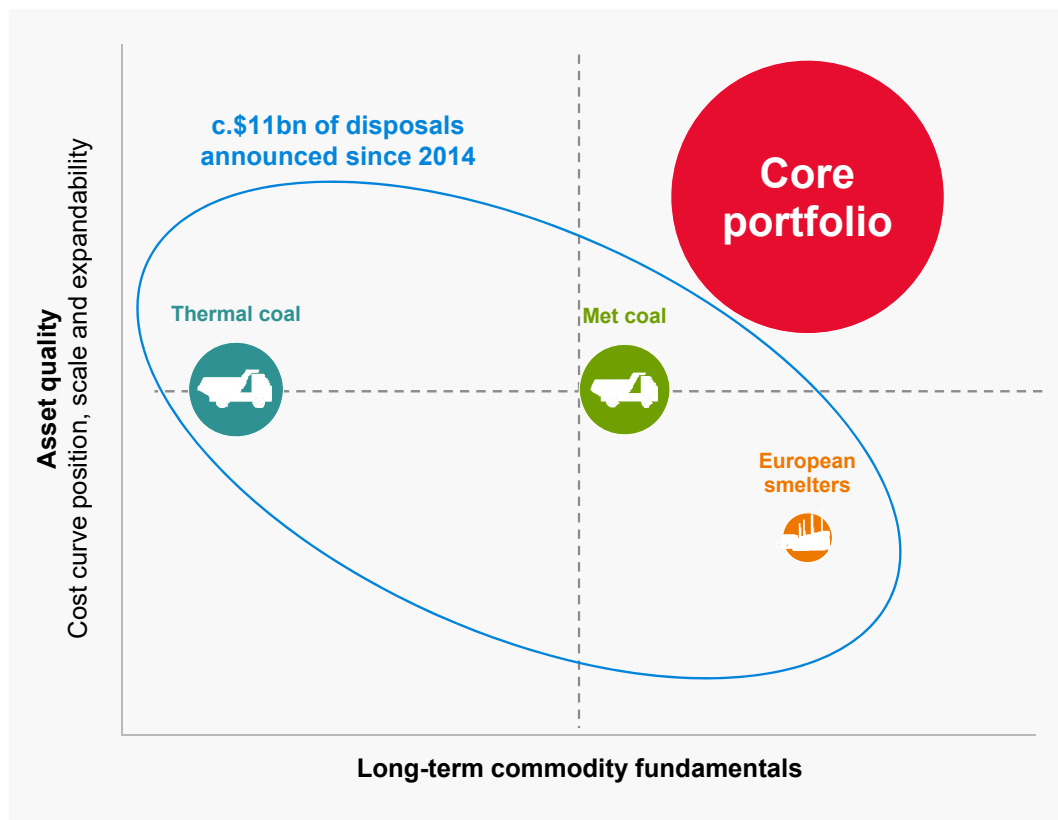 c.$11bn of disposals
announced since 2014
Core
portfolio
Thermal coal
Met coal
European
smelters
Asset quality
Cost curve position, scale and expandability
Long-term commodity fundamentals